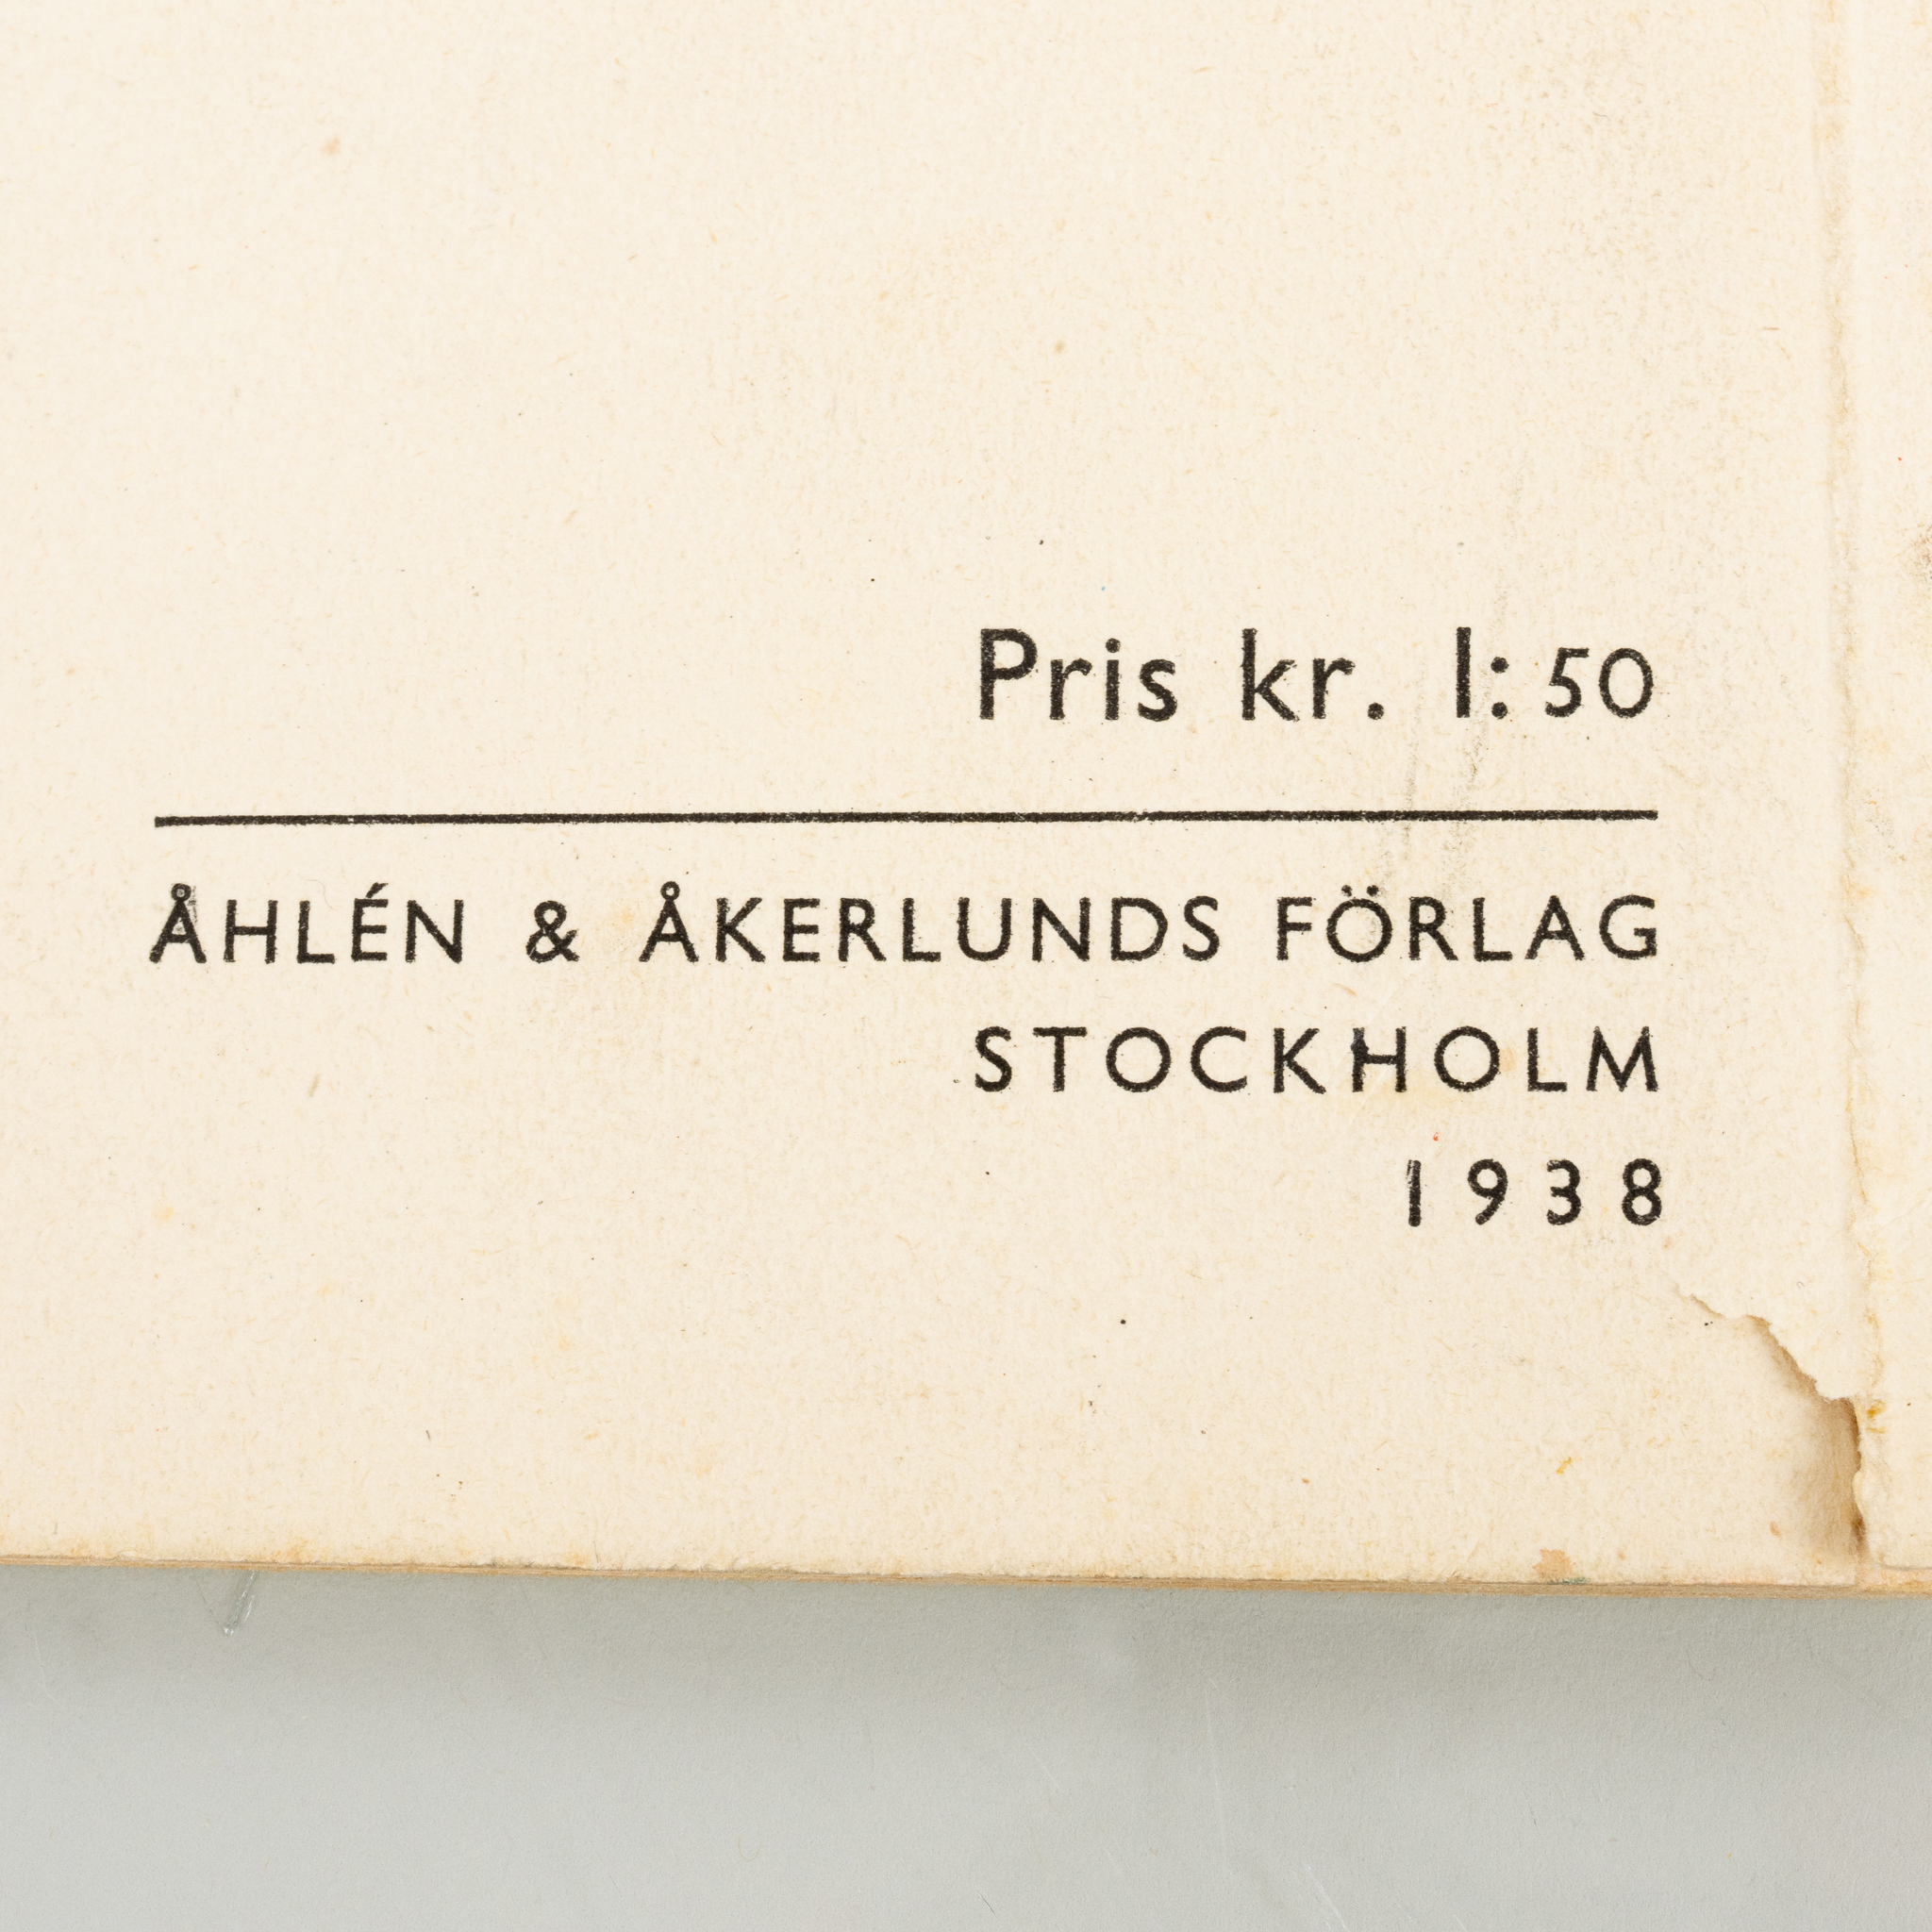 Pris kr. 1:50
ÅHLÉN & ÅKERLUNDS FÖRLAG
STOCKHOLM
1938